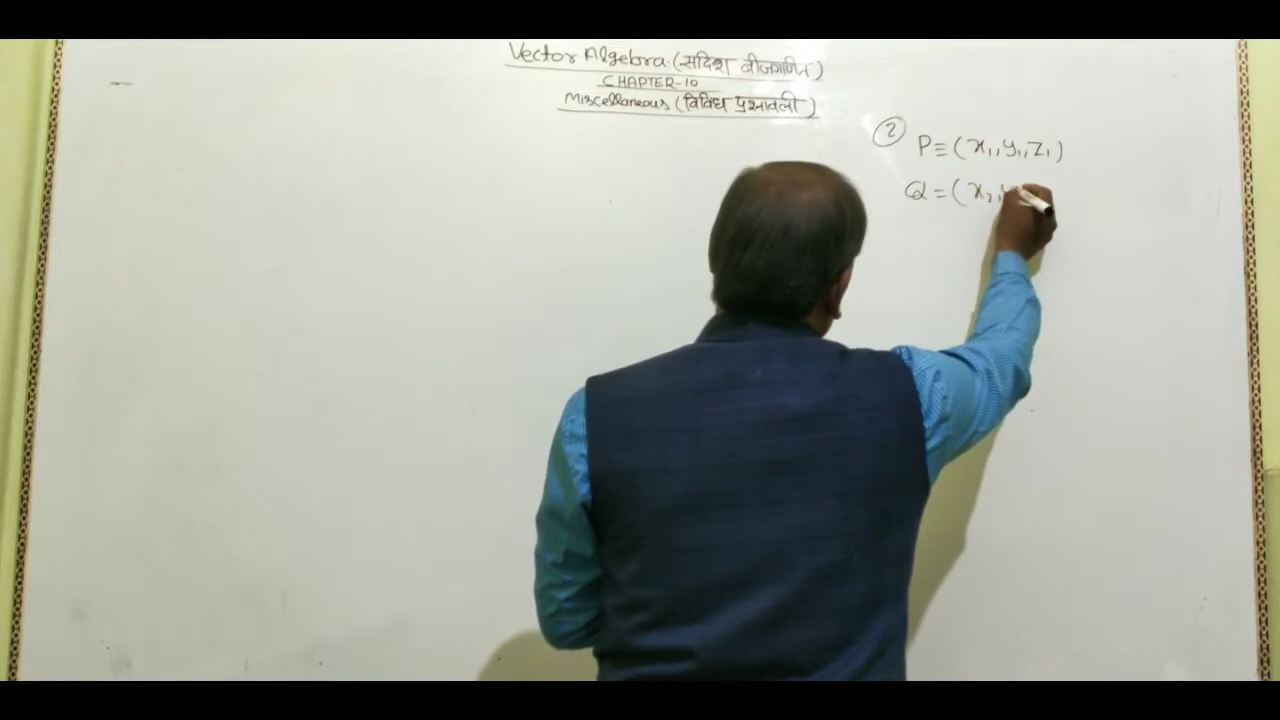 Vector Algebra (सदिश बीजगणित)
CHAPTER-10
Miscellaneous (विविध प्रश्नावली)
② P≡(x₁,y₁,z₁)
Q=(x₂,